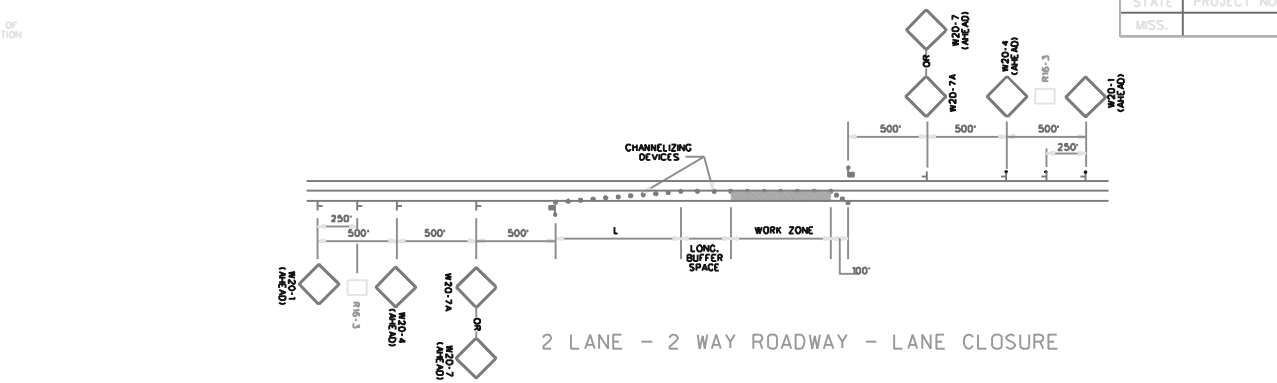 STATE PROJECT NO
MISS.
OF
TION
W20-7
(AHEAD)
OR
W20-7A
W20-4
(AHEAD)
R16-3
W20-1
(AHEAD)
500'
500'
500'
250'
CHANNELIZING
DEVICES
250'
500'
500'
500'
L
LONG.
BUFFER
SPACE
WORK ZONE
100'
W20-1
(AHEAD)
R16-3
W20-4
(AHEAD)
W20-7A
OR
W20-7
(AHEAD)
2 LANE - 2 WAY ROADWAY - LANE CLOSURE